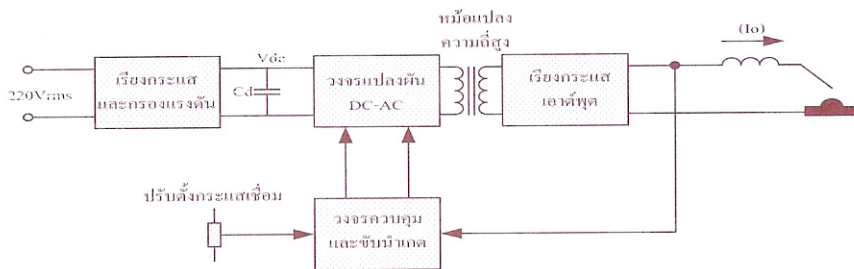 หม้อแปลง
ความถี่สูง
(Io)
Vdc
220Vrms
เรียงกระแส
และกรองแรงดัน
Cd
วงจรแปลงผัน
DC-AC
เรียงกระแส
เอาต์พุต
ปรับตั้งกระแสเชื่อม
วงจรควบคุม
และขับนำเกต